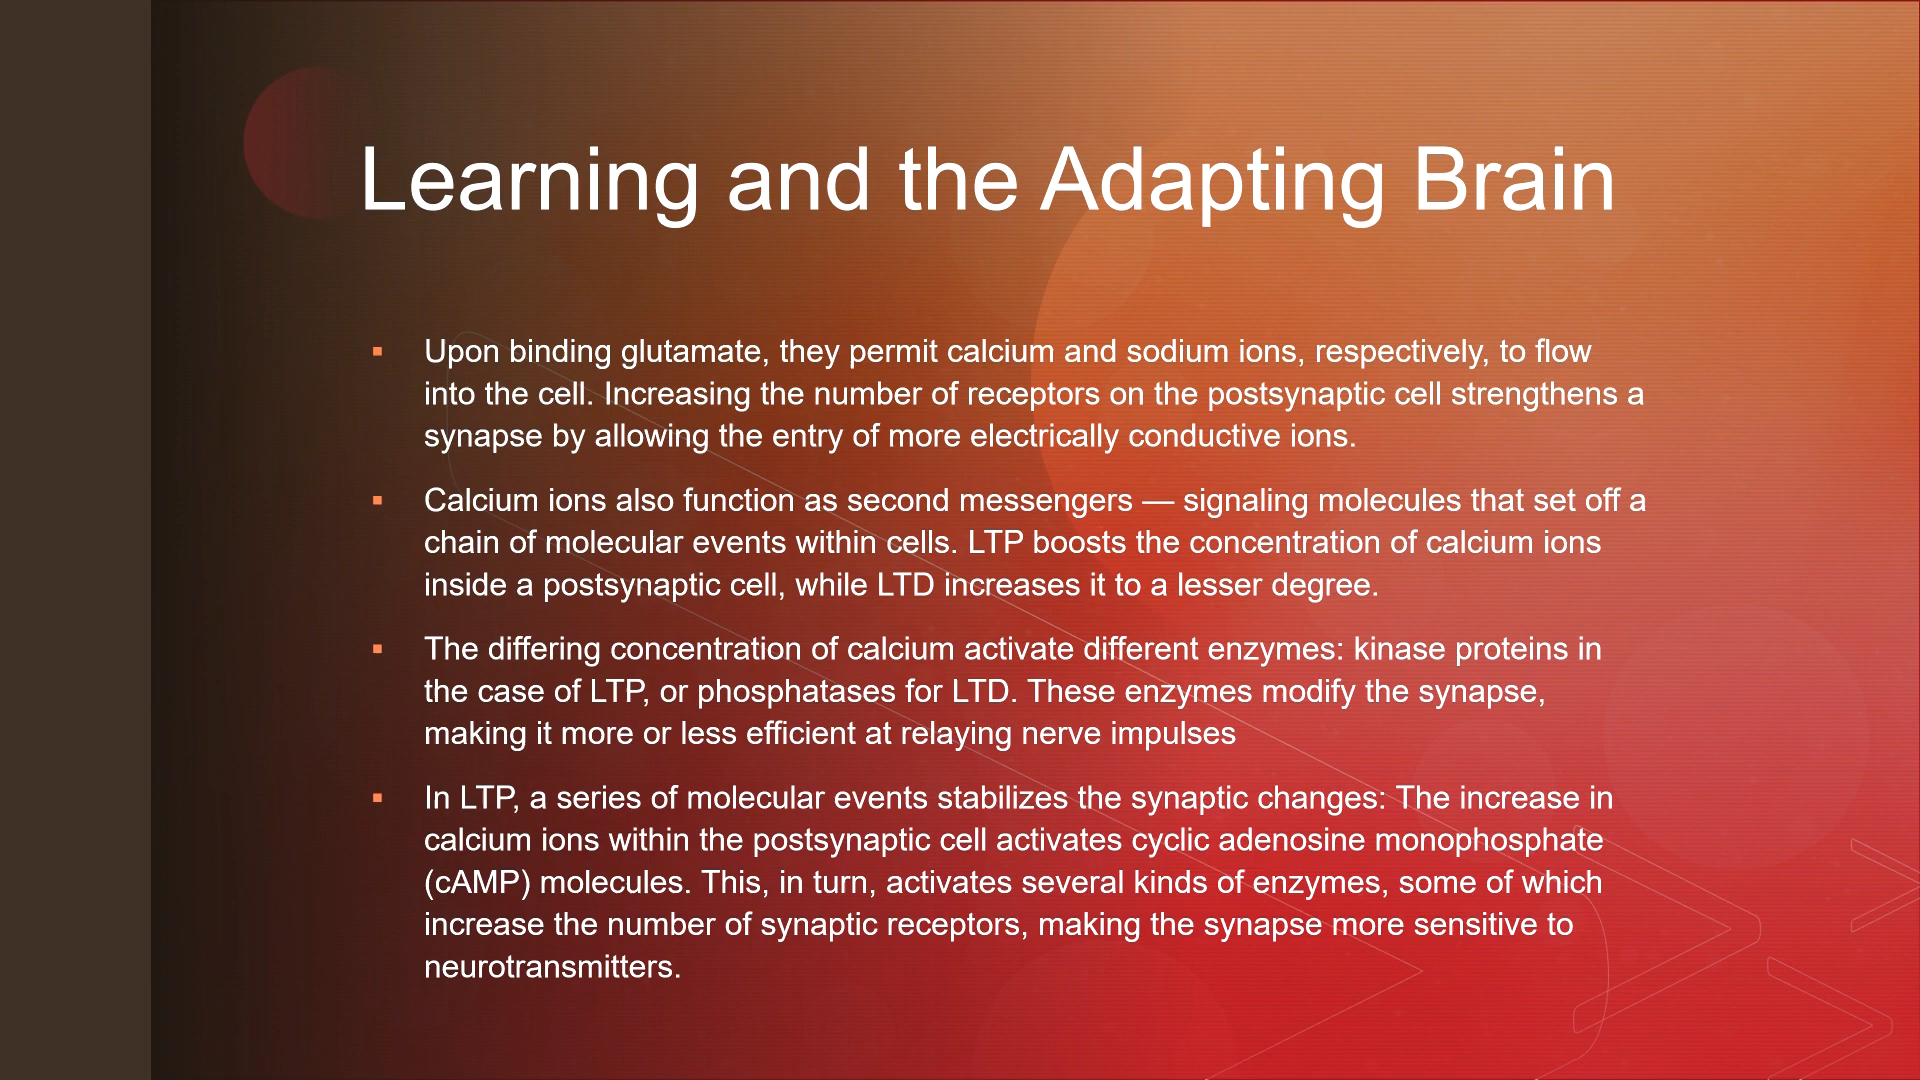 Learning and the Adapting Brain
▪ Upon binding glutamate, they permit calcium and sodium ions, respectively, to flow
into the cell. Increasing the number of receptors on the postsynaptic cell strengthens a
synapse by allowing the entry of more electrically conductive ions.
▪ Calcium ions also function as second messengers — signaling molecules that set off a
chain of molecular events within cells. LTP boosts the concentration of calcium ions
inside a postsynaptic cell, while LTD increases it to a lesser degree.
▪ The differing concentration of calcium activate different enzymes: kinase proteins in
the case of LTP, or phosphatases for LTD. These enzymes modify the synapse,
making it more or less efficient at relaying nerve impulses
▪ In LTP, a series of molecular events stabilizes the synaptic changes: The increase in
calcium ions within the postsynaptic cell activates cyclic adenosine monophosphate
(cAMP) molecules. This, in turn, activates several kinds of enzymes, some of which
increase the number of synaptic receptors, making the synapse more sensitive to
neurotransmitters.